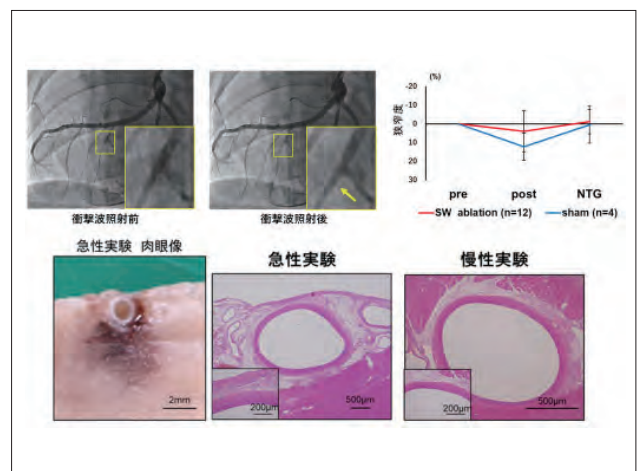 (%)
-20
-10
0
10
20
30
狭窄度
pre post NTG
SW ablation (n=12) sham (n=4)
衝撃波照射前
衝撃波照射後
急性実験 肉眼像
急性実験
慢性実験
2mm
200μm
500μm
200μm
500μm